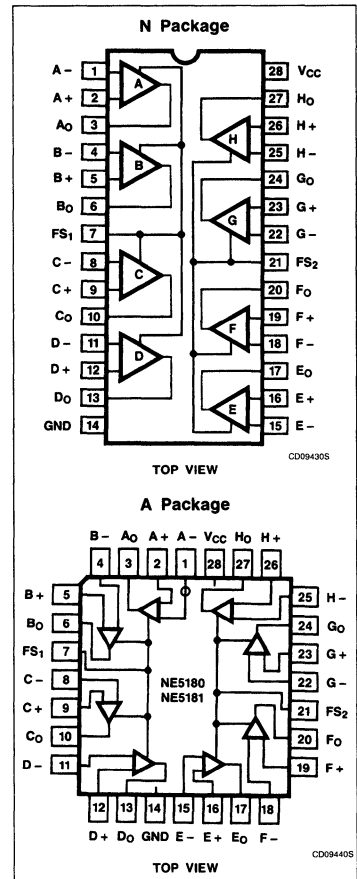 N Package
A- 1 28 VCC
A+ 2 A 27 HO
AO 3 H 26 H+
B- 4 25 H-
B+ 5 B 24 GO
BO 6 G 23 G+
FS1 7 22 G-
C- 8 21 FS2
C+ 9 C 20 FO
CO 10 F 19 F+
D- 11 18 F-
D+ 12 D 17 EO
DO 13 E 16 E+
GND 14 15 E-
CD09430S
TOP VIEW
A Package
B- AO A+ A- VCC HO H+
4 3 2 1 28 27 26
B+ 5 25 H-
BO 6 24 GO
FS1 7 NE5180 23 G+
C- 8 NE5181 22 G-
C+ 9 21 FS2
CO 10 20 FO
D- 11 19 F+
12 13 14 15 16 17 18
D+ DO GND E- E+ EO F-
CD09440S
TOP VIEW